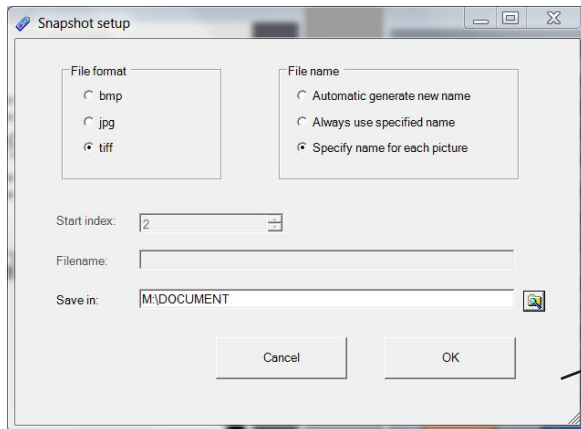 Snapshot setup
File format
bmp
jpg
tiff
File name
Automatic generate new name
Always use specified name
Specify name for each picture
Start index: 2
Filename:
Save in: M:\DOCUMENT
Cancel OK